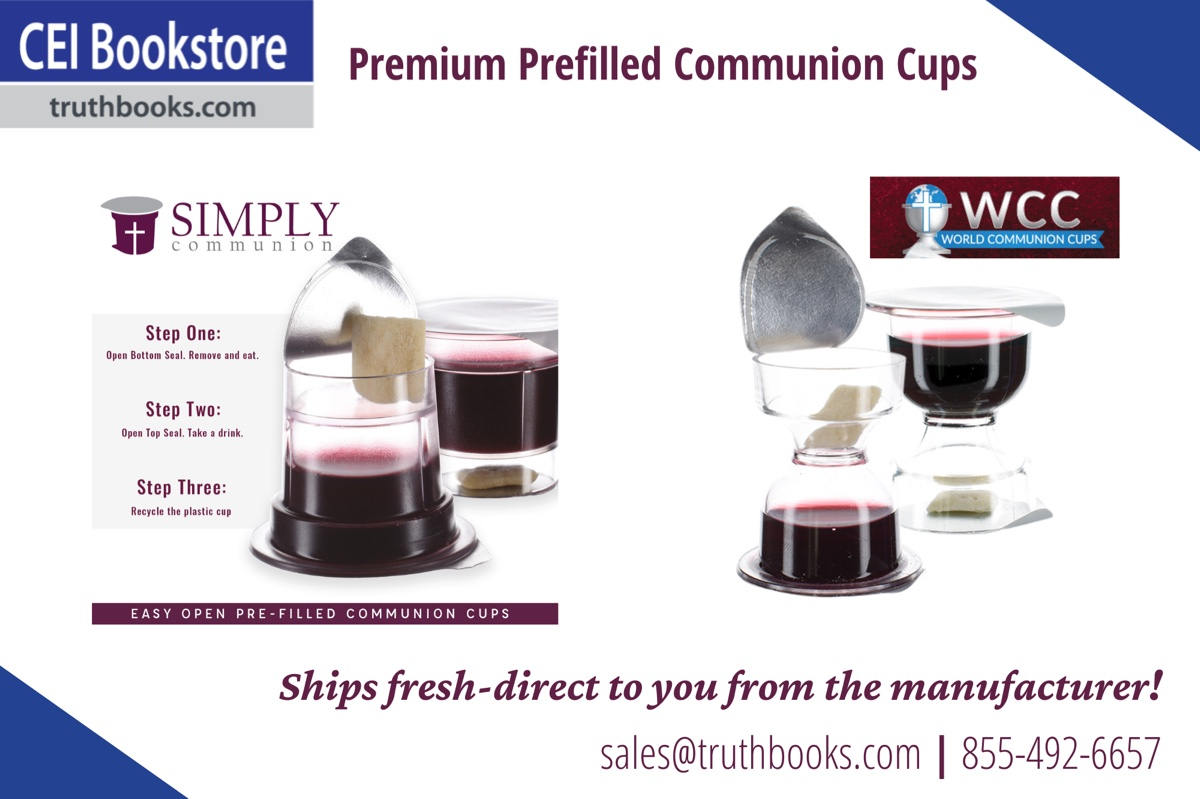 CEI Bookstore
truthbooks.com
Premium Prefilled Communion Cups
SIMPLY
communion
Step One:
Open Bottom Seal. Remove and eat.
Step Two:
Open Top Seal. Take a drink.
Step Three:
Recycle the plastic cup
EASY OPEN PRE-FILLED COMMUNION CUPS
WCC
WORLD COMMUNION CUPS
Ships fresh-direct to you from the manufacturer!
sales@truthbooks.com | 855-492-6657